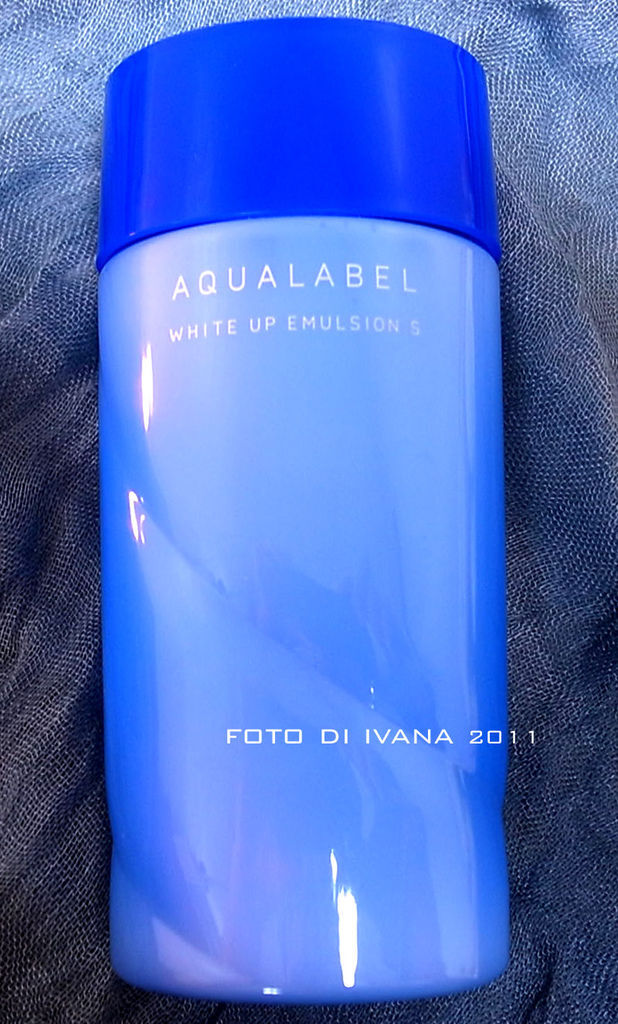 AQUALABEL
WHITE UP EMULSION S
FOTO DI IVANA 2011